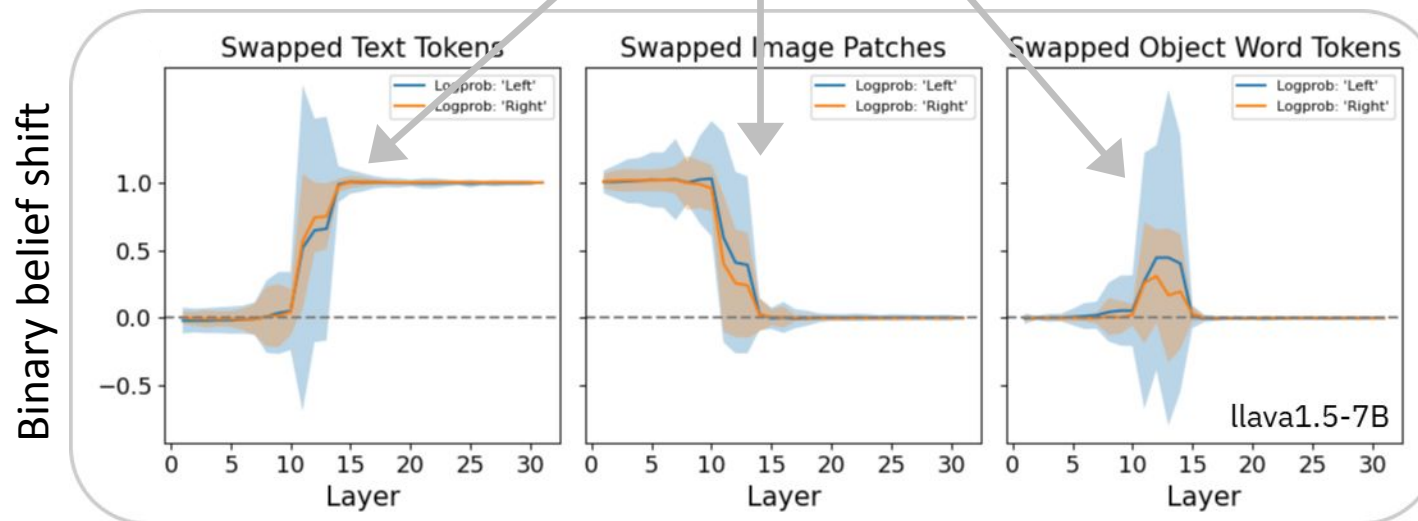 Binary belief shift
Swapped Text Tokens
Logprob: 'Left'
Logprob: 'Right'
1.0
0.5
0.0
−0.5
0 5 10 15 20 25 30
Layer
Swapped Image Patches
Logprob: 'Left'
Logprob: 'Right'
0 5 10 15 20 25 30
Layer
Swapped Object Word Tokens
Logprob: 'Left'
Logprob: 'Right'
llava1.5-7B
0 5 10 15 20 25 30
Layer